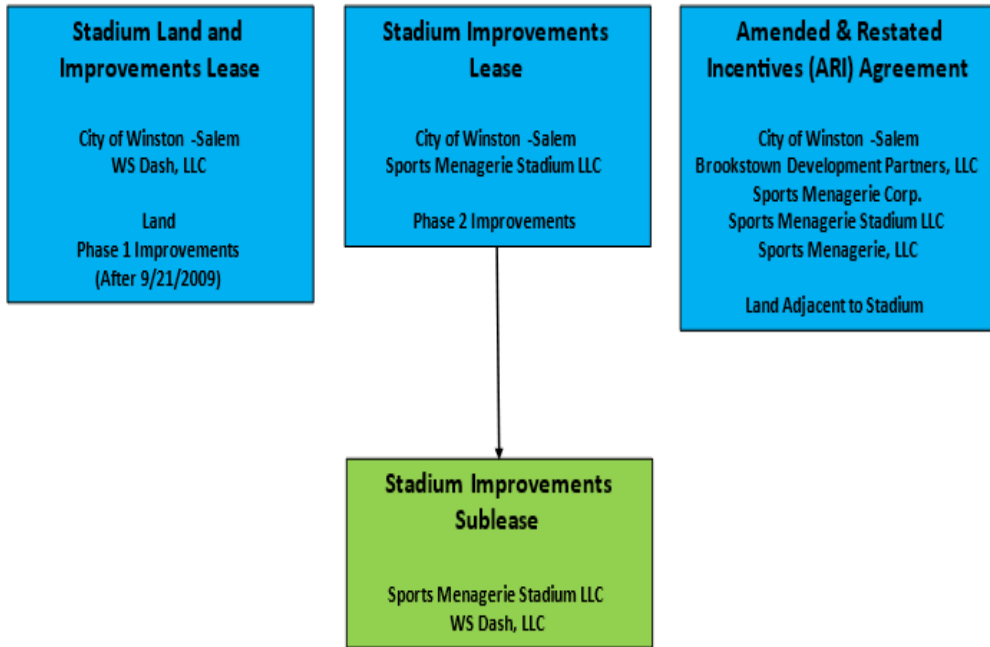 Stadium Land and
Improvements Lease
City of Winston -Salem
WS Dash, LLC
Land
Phase 1 Improvements
(After 9/21/2009)
Stadium Improvements
Lease
City of Winston -Salem
Sports Menagerie Stadium LLC
Phase 2 Improvements
Amended & Restated
Incentives (ARI) Agreement
City of Winston -Salem
Brookstown Development Partners, LLC
Sports Menagerie Corp.
Sports Menagerie Stadium LLC
Sports Menagerie, LLC
Land Adjacent to Stadium
Stadium Improvements
Sublease
Sports Menagerie Stadium LLC
WS Dash, LLC